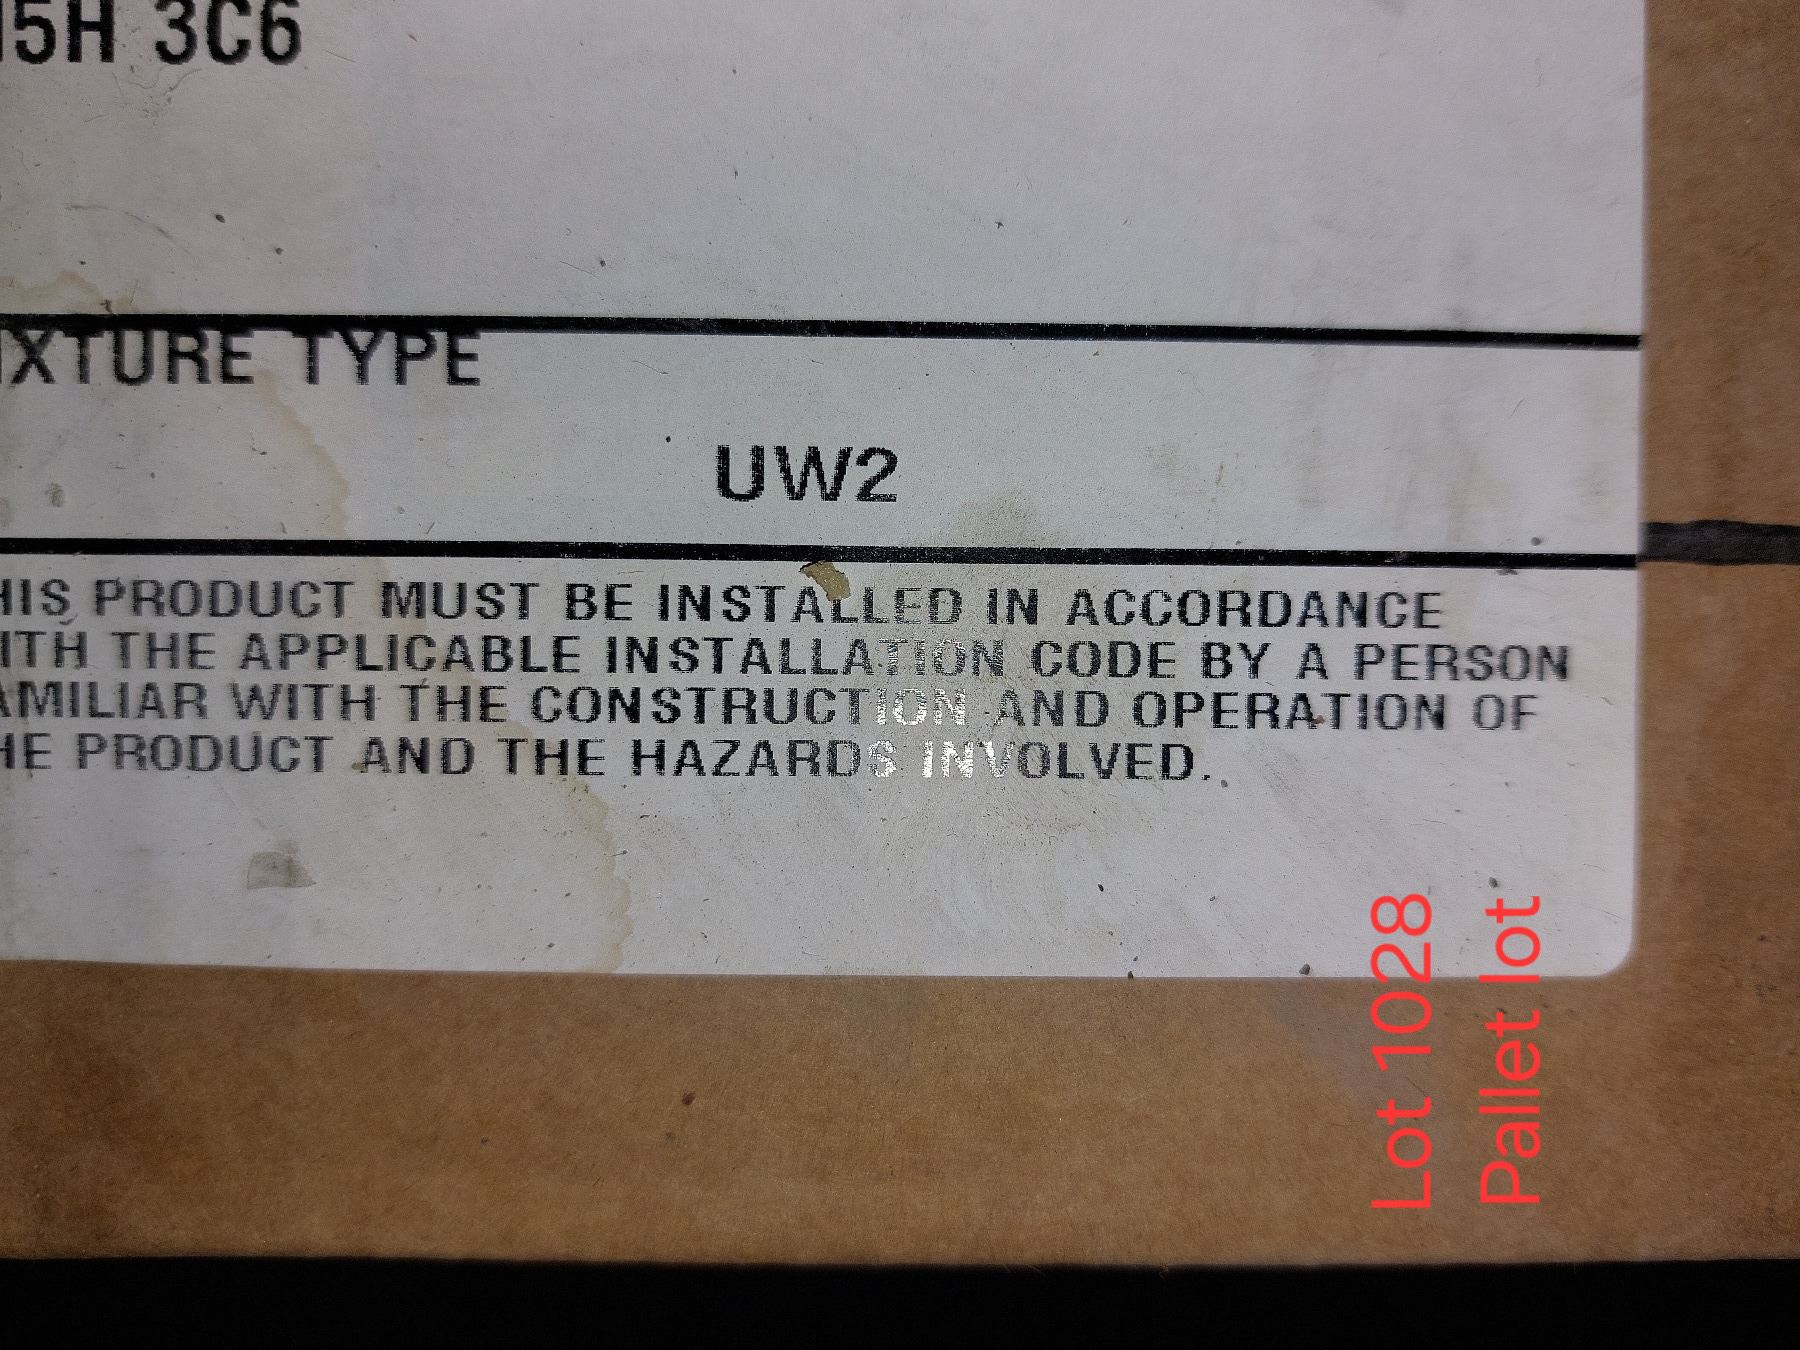 5H 3C6
IXTURE TYPE
UW2
HIS PRODUCT MUST BE INSTALLED IN ACCORDANCE
ITH THE APPLICABLE INSTALLATION CODE BY A PERSON
AMILIAR WITH THE CONSTRUCTION AND OPERATION OF
HE PRODUCT AND THE HAZARDS INVOLVED.
Lot 1028
Pallet lot